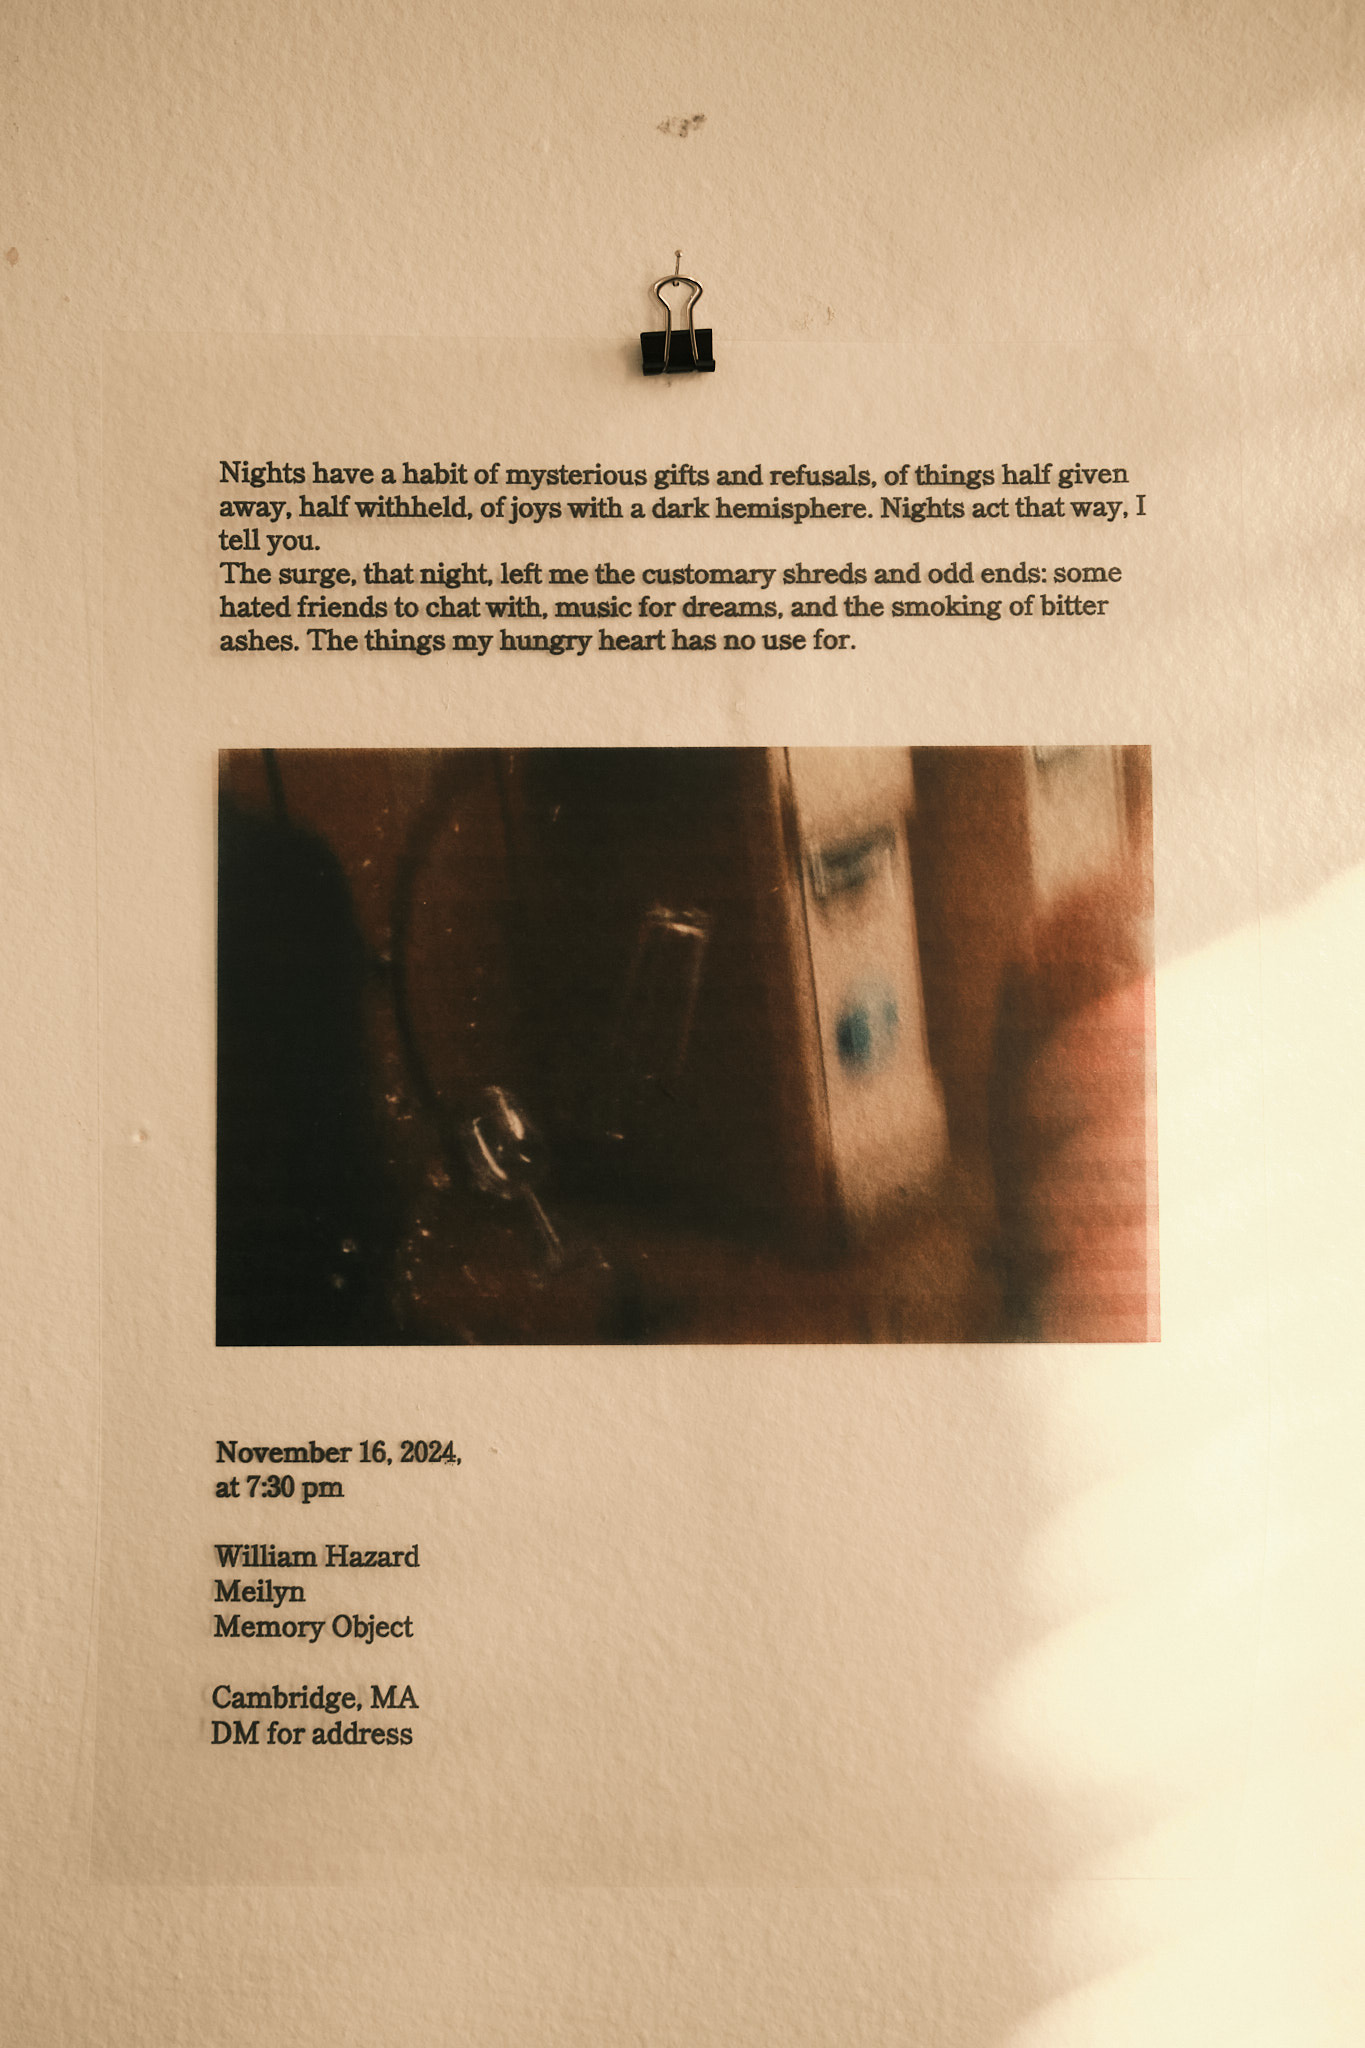 Nights have a habit of mysterious gifts and refusals, of things half given
away, half withheld, of joys with a dark hemisphere. Nights act that way, I
tell you.
The surge, that night, left me the customary shreds and odd ends: some
hated friends to chat with, music for dreams, and the smoking of bitter
ashes. The things my hungry heart has no use for.
November 16, 2024,
at 7:30 pm
William Hazard
Meilyn
Memory Object
Cambridge, MA
DM for address